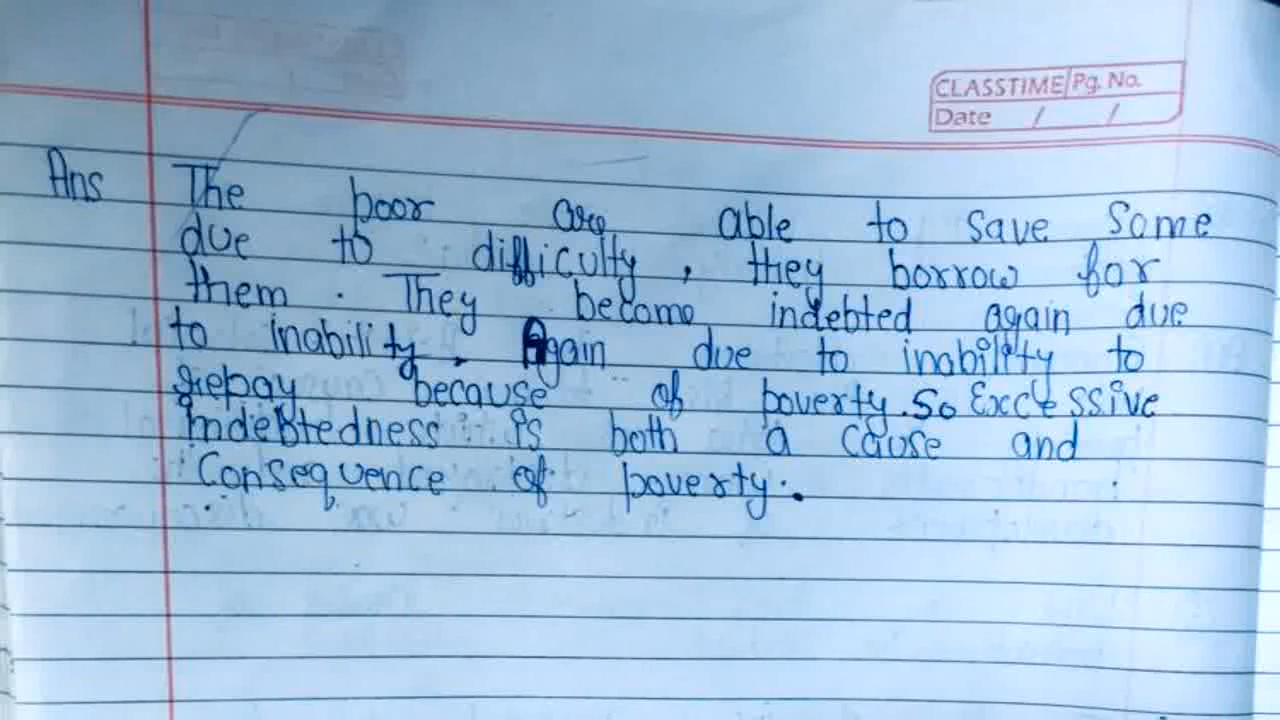 CLASSTIME Pg. No.
Date / /
Ans The poor are able to save some
due to difficulty, they borrow for
them. They become indebted again due
to inability, Again due to inability to
repay because of poverty. So Excessive
indebtedness is both a cause and
Consequence of poverty.